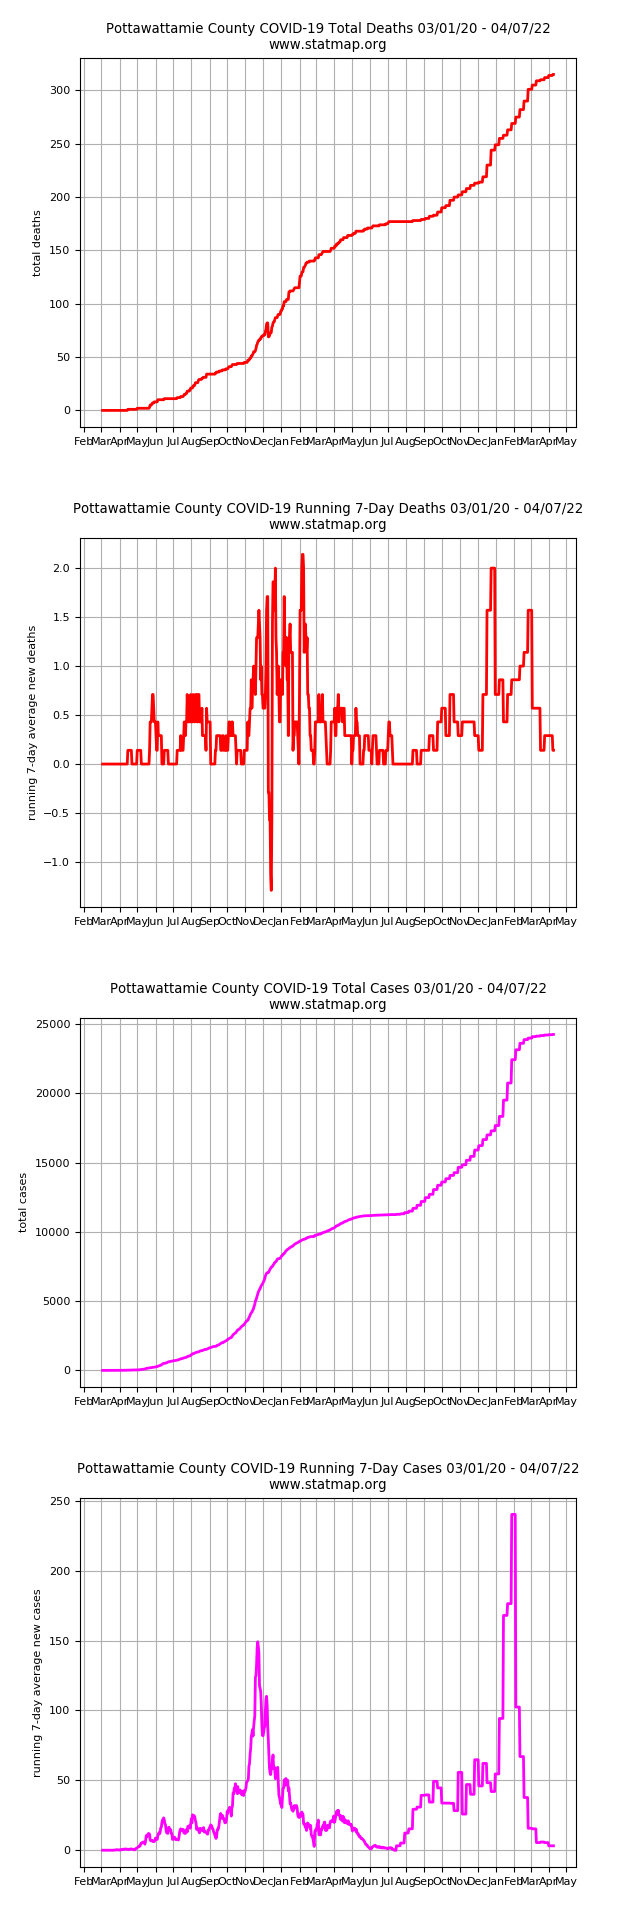 Pottawattamie County COVID-19 Total Deaths 03/01/20 - 04/07/22
www.statmap.org
300
250
200
150
100
50
0
total deaths
Feb Mar Apr May Jun Jul Aug Sep Oct Nov Dec Jan Feb Mar Apr May Jun Jul Aug Sep Oct Nov Dec Jan Feb Mar Apr May
Pottawattamie County COVID-19 Running 7-Day Deaths 03/01/20 - 04/07/22
www.statmap.org
2.0
1.5
1.0
0.5
0.0
−0.5
−1.0
running 7-day average new deaths
Feb Mar Apr May Jun Jul Aug Sep Oct Nov Dec Jan Feb Mar Apr May Jun Jul Aug Sep Oct Nov Dec Jan Feb Mar Apr May
Pottawattamie County COVID-19 Total Cases 03/01/20 - 04/07/22
www.statmap.org
25000
20000
15000
10000
5000
0
total cases
Feb Mar Apr May Jun Jul Aug Sep Oct Nov Dec Jan Feb Mar Apr May Jun Jul Aug Sep Oct Nov Dec Jan Feb Mar Apr May
Pottawattamie County COVID-19 Running 7-Day Cases 03/01/20 - 04/07/22
www.statmap.org
250
200
150
100
50
0
running 7-day average new cases
Feb Mar Apr May Jun Jul Aug Sep Oct Nov Dec Jan Feb Mar Apr May Jun Jul Aug Sep Oct Nov Dec Jan Feb Mar Apr May